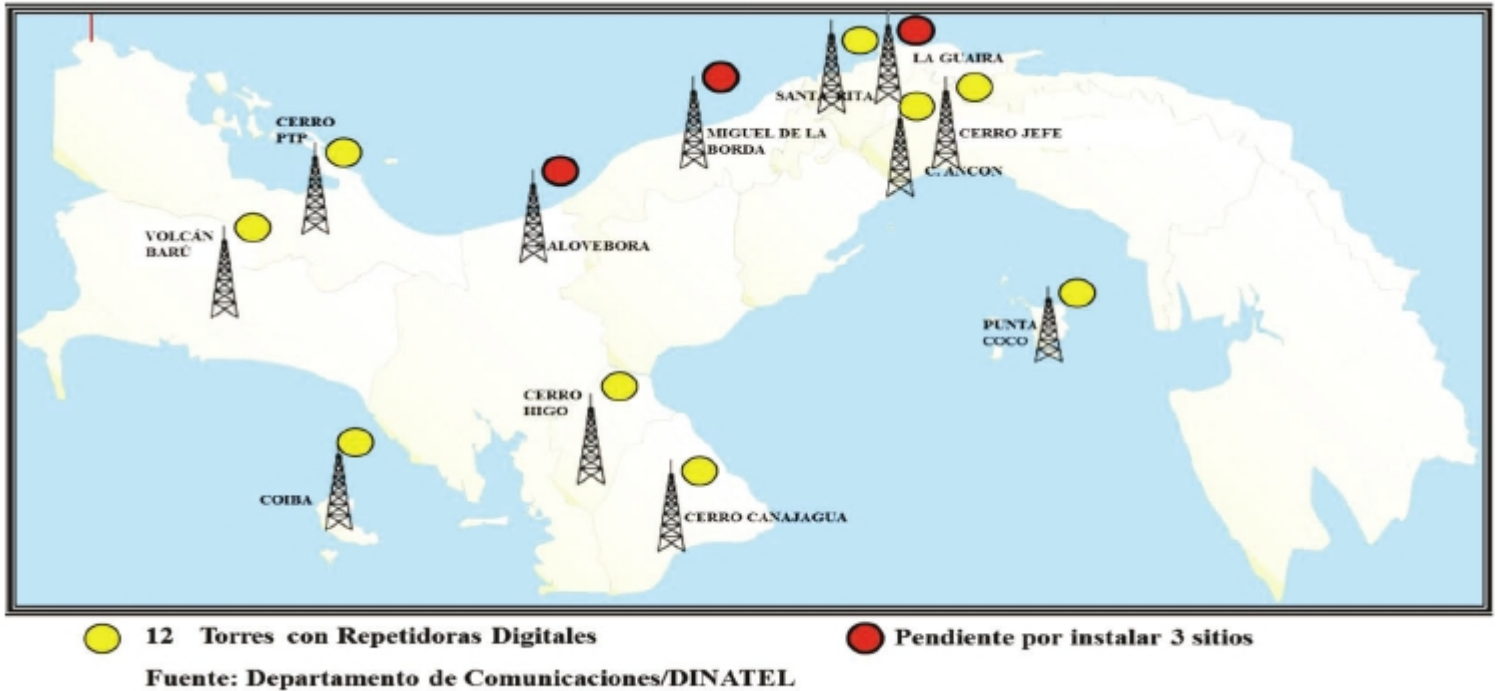 LA GUAIRA
SANTA RITA
CERRO
PTP
MIGUEL DE LA
BORDA
CERRO JEFE
C. ANCON
VOLCÁN
BARÚ
ALOVEBORA
PUNTA
COCO
CERRO
HIGO
COIBA
CERRO CANAJAGUA
12 Torres con Repetidoras Digitales
Pendiente por instalar 3 sitios
Fuente: Departamento de Comunicaciones/DINATEL